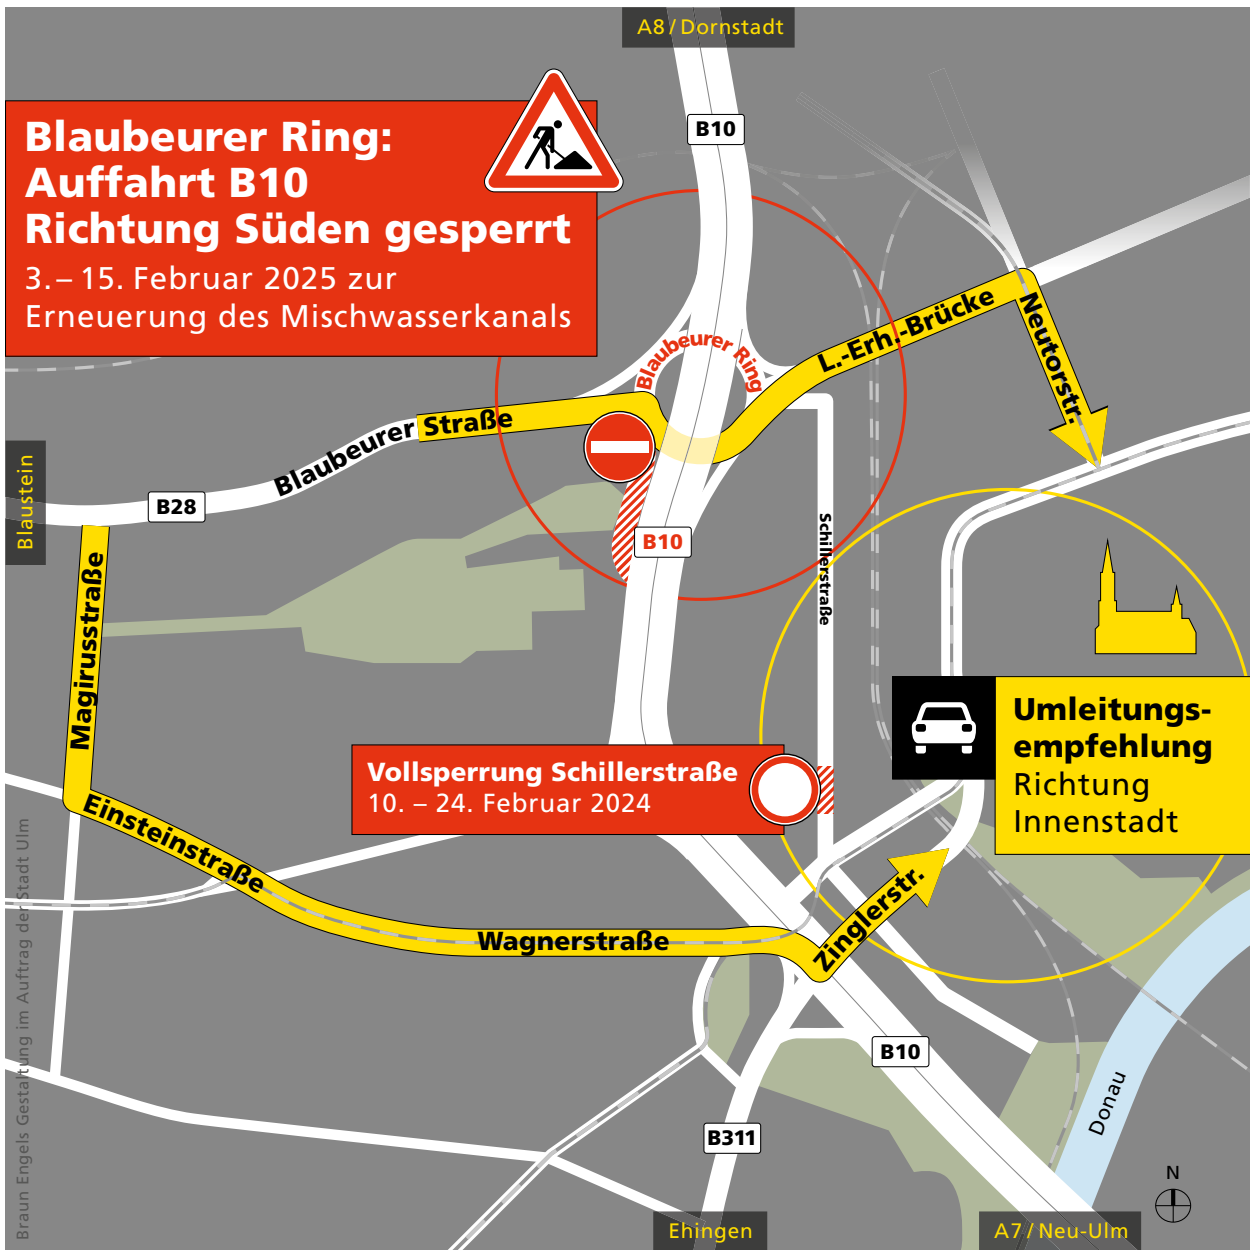 A8/Dornstadt
B10
Blaubeurer Ring:
Auffahrt B10
Richtung Süden gesperrt
3. – 15. Februar 2025 zur
Erneuerung des Mischwasserkanals
Blaubeurer Ring
L.-Erh.-Brücke
Neutorstr.
Blaubeurer Straße
Blaustein
B28
B10
Schillerstraße
Magirusstraße
Umleitungs-
empfehlung
Richtung
Innenstadt
Vollsperrung Schillerstraße
10. – 24. Februar 2024
Einsteinstraße
Wagnerstraße
Zinglerstr.
B10
Donau
B311
N
Ehingen
A7/Neu-Ulm
Braun Engels Gestaltung im Auftrag der Stadt Ulm